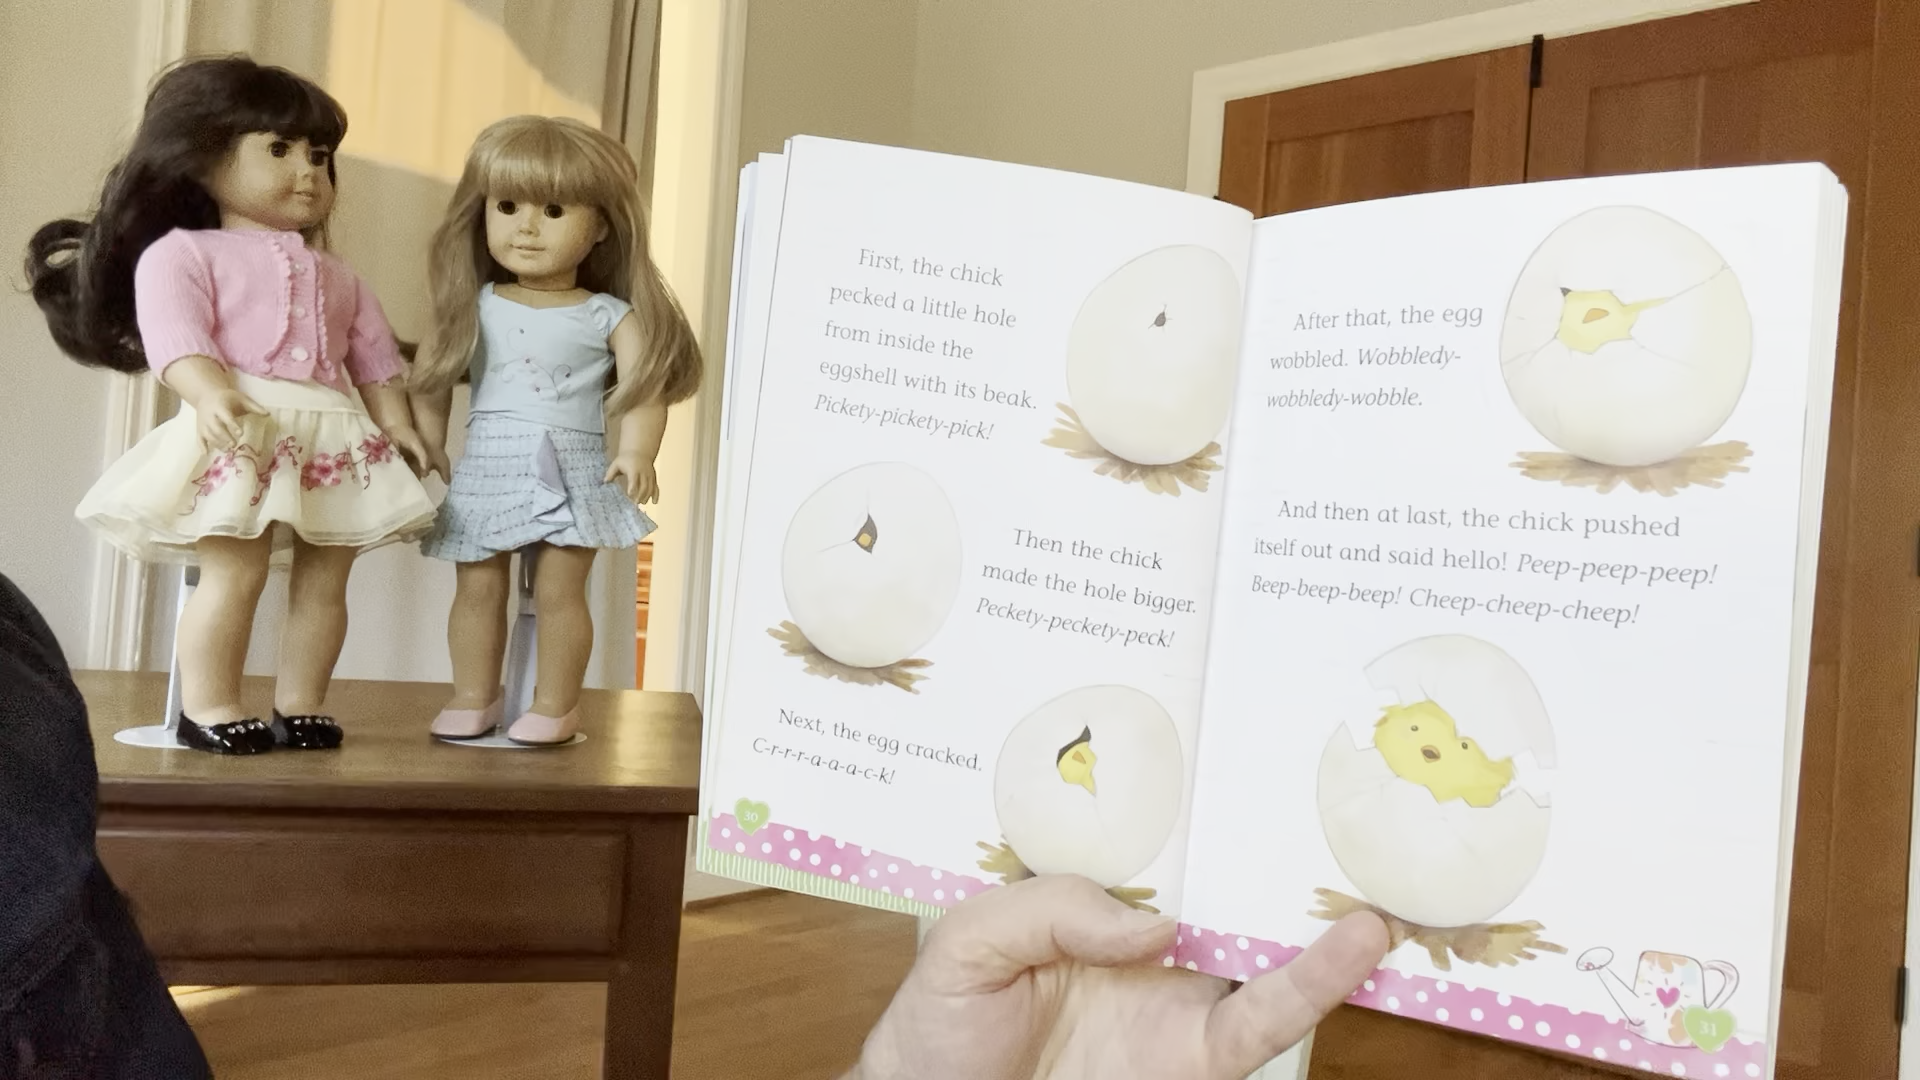 First, the chick
pecked a little hole
from inside the
eggshell with its beak.
Pickety-pickety-pick!
Then the chick
made the hole bigger.
Peckety-peckety-peck!
Next, the egg cracked.
C-r-r-r-a-a-a-c-k!
30
After that, the egg
wobbled. Wobbledy-
wobbledy-wobble.
And then at last, the chick pushed
itself out and said hello! Peep-peep-peep!
Beep-beep-beep! Cheep-cheep-cheep!
31